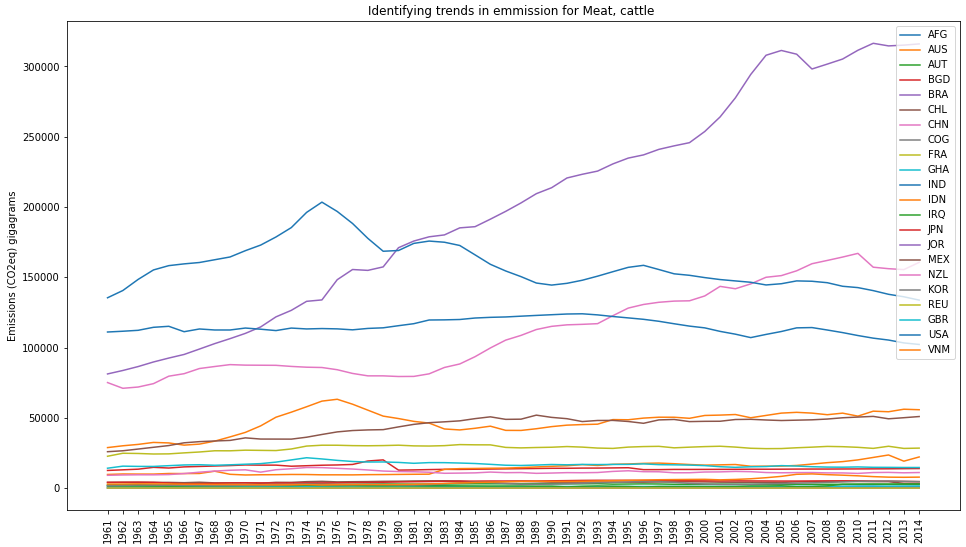 Identifying trends in emmission for Meat, cattle
Emissions (CO2eq) gigagrams
300000
250000
200000
150000
100000
50000
0
1961
1962
1963
1964
1965
1966
1967
1968
1969
1970
1971
1972
1973
1974
1975
1976
1977
1978
1979
1980
1981
1982
1983
1984
1985
1986
1987
1988
1989
1990
1991
1992
1993
1994
1995
1996
1997
1998
1999
2000
2001
2002
2003
2004
2005
2006
2007
2008
2009
2010
2011
2012
2013
2014
AFG
AUS
AUT
BGD
BRA
CHL
CHN
COG
FRA
GHA
IND
IDN
IRQ
JPN
JOR
MEX
NZL
KOR
REU
GBR
USA
VNM